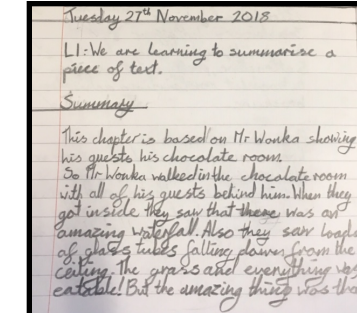 Tuesday 27th November 2018
LI: We are learning to summarise a
piece of text.
Summary
This chapter is based on Mr Wonka showing
his guests his chocolate room.
So Mr Wonka walked in the chocolate room
with all of his guests behind him. When they
got inside they saw that there was an
amazing waterfall. Also they saw loads
of glass tubes falling down from the
ceiling. The grass and everything was
eatable! But the amazing thing was tha